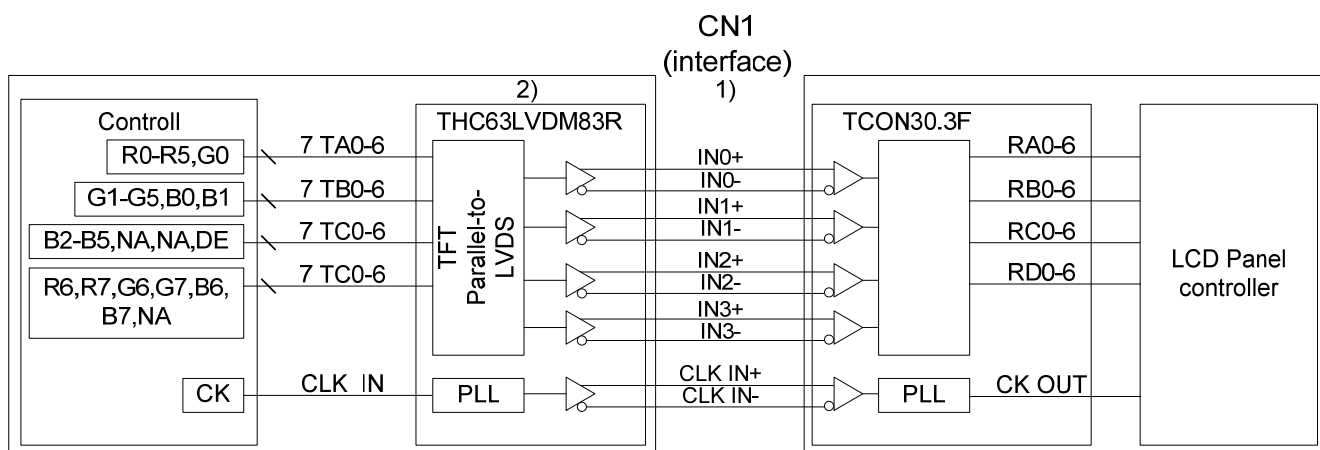 CN1
(interface)
1)
2)
Controll
R0-R5,G0
G1-G5,B0,B1
B2-B5,NA,NA,DE
R6,R7,G6,G7,B6,
B7,NA
CK
7 TA0-6
7 TB0-6
7 TC0-6
7 TC0-6
CLK IN
THC63LVDM83R
TFT
Parallel-to-
LVDS
PLL
IN0+
IN0-
IN1+
IN1-
IN2+
IN2-
IN3+
IN3-
CLK IN+
CLK IN-
TCON30.3F
PLL
RA0-6
RB0-6
RC0-6
RD0-6
CK OUT
LCD Panel
controller